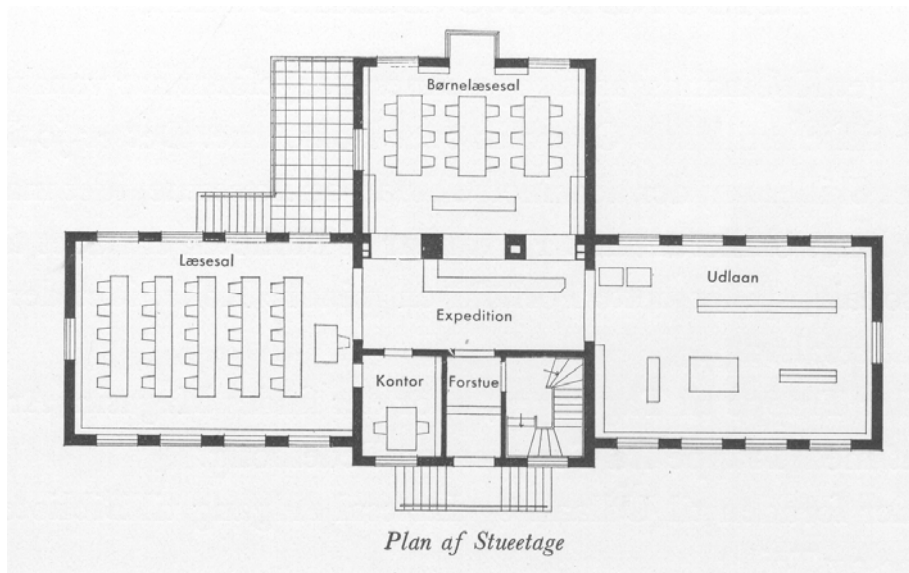 Børnelæsesal
Læsesal
Udlaan
Expedition
Kontor
Forstue
Plan af Stueetage